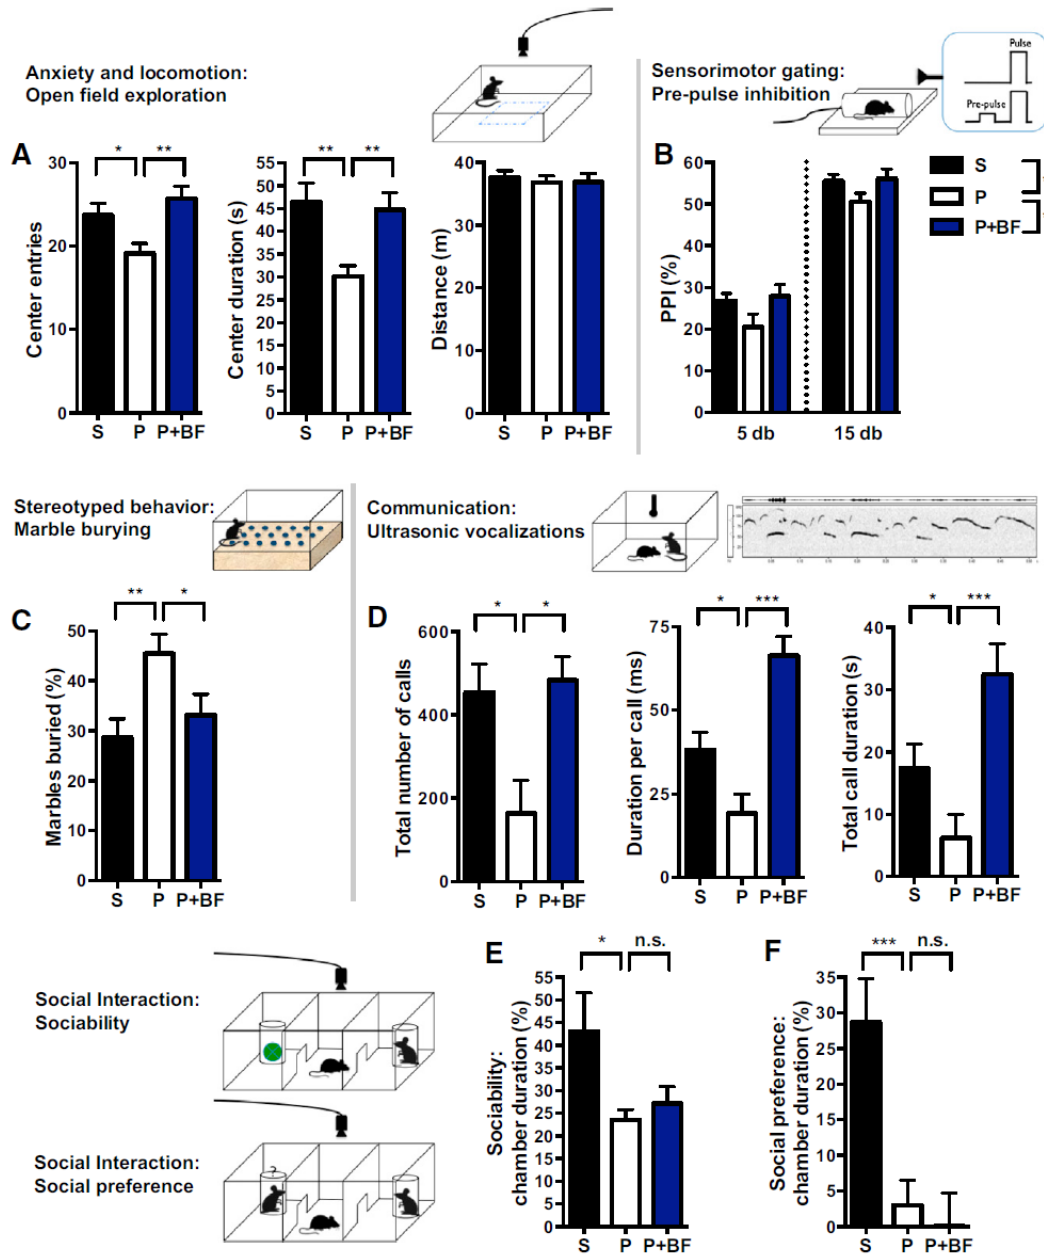 Anxiety and locomotion:
Open field exploration
Sensorimotor gating:
Pre-pulse inhibition
Pulse
Pre-pulse
A
* **
Center entries
30
20
10
0
S P P+BF
** **
Center duration (s)
55
50
45
40
35
30
25
20
15
10
5
0
S P P+BF
Distance (m)
40
30
20
10
0
S P P+BF
B
PPI (%)
60
50
40
30
20
10
0
5 db 15 db
S
P
P+BF
Stereotyped behavior:
Marble burying
Communication:
Ultrasonic vocalizations
C
** *
Marbles buried (%)
50
40
30
20
10
0
S P P+BF
D
* *
Total number of calls
600
400
200
0
S P P+BF
* ***
Duration per call (ms)
75
50
25
0
S P P+BF
* ***
Total call duration (s)
40
30
20
10
0
S P P+BF
Social Interaction:
Sociability
Social Interaction:
Social preference
?
E
* n.s.
Sociability:
chamber duration (%)
55
50
45
40
35
30
25
20
15
10
5
0
S P P+BF
F
*** n.s.
Social preference:
chamber duration (%)
35
30
25
20
15
10
5
0
S P P+BF